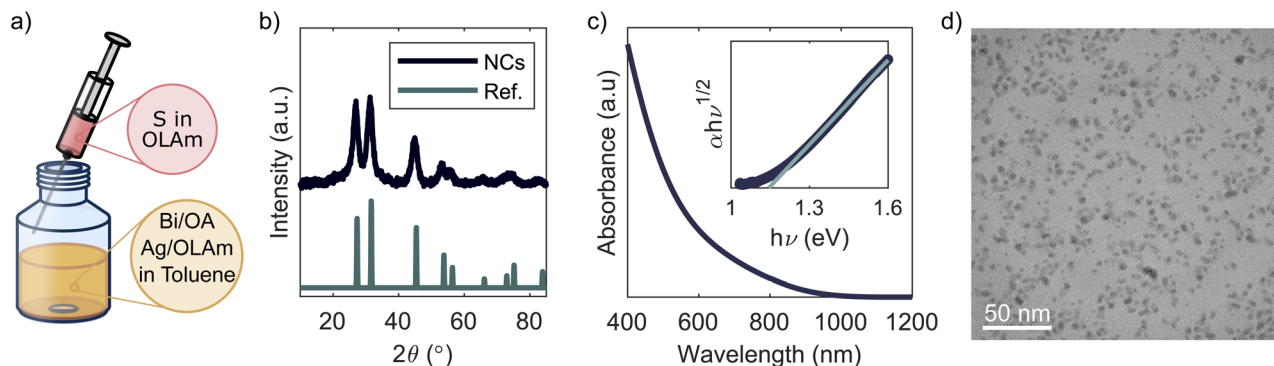 a)
S in
OLAm
Bi/OA
Ag/OLAm
in Toluene
b)
Intensity (a.u.)
NCs
Ref.
20
40
60
80
2θ (°)
c)
Absorbance (a.u)
αhν^1/2
1
1.3
1.6
hν (eV)
400
600
800
1000
1200
Wavelength (nm)
d)
50 nm